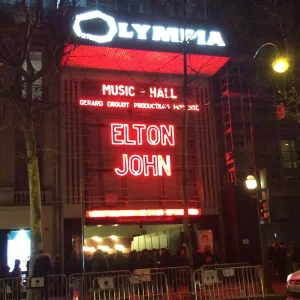 OLYMPIA
MUSIC - HALL
GERARD DROUOT PRODUCTIONS PRESENTE
ELTON
JOHN